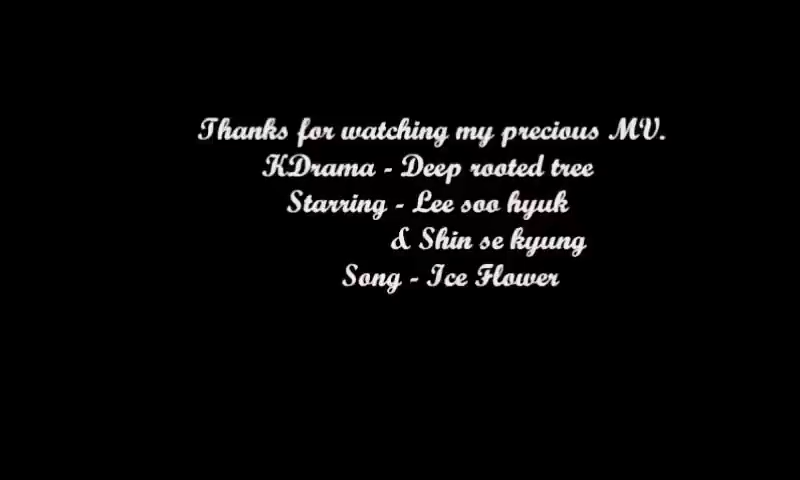 Thanks for watching my precious MV.
KDrama - Deep rooted tree
Starring - Lee soo hyuk
& Shin se kyung
Song - Ice Flower